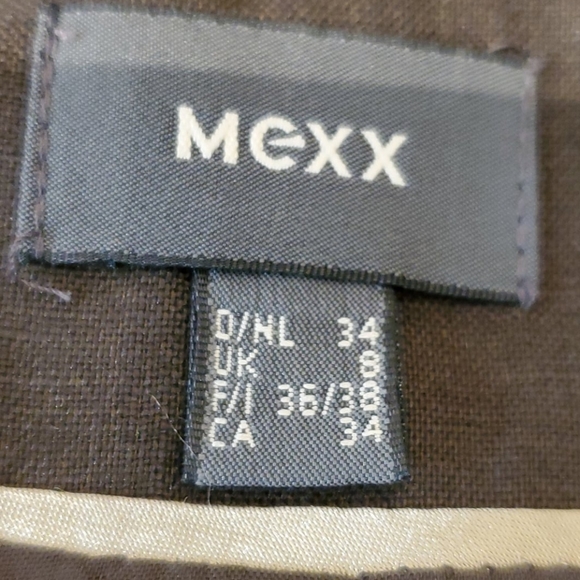 Mexx
D/NL 34
UK 8
F/I 36/38
CA 34